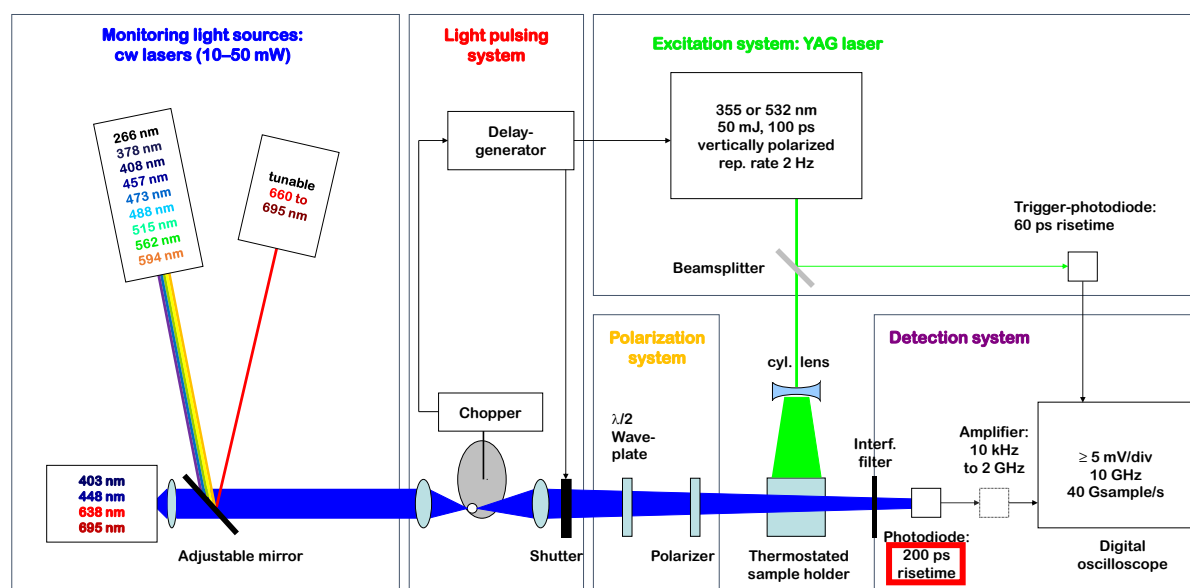 Monitoring light sources:
cw lasers (10–50 mW)
266 nm
378 nm
408 nm
457 nm
473 nm
488 nm
515 nm
562 nm
594 nm
tunable
660 to
695 nm
403 nm
448 nm
638 nm
695 nm
Adjustable mirror
Light pulsing
system
Delay-
generator
Chopper
Shutter
Excitation system: YAG laser
355 or 532 nm
50 mJ, 100 ps
vertically polarized
rep. rate 2 Hz
Beamsplitter
Trigger-photodiode:
60 ps risetime
Polarization
system
λ/2
Wave-
plate
Polarizer
cyl. lens
Thermostated
sample holder
Detection system
Interf.
filter
Amplifier:
10 kHz
to 2 GHz
≥ 5 mV/div
10 GHz
40 Gsample/s
Photodiode:
200 ps
risetime
Digital
oscilloscope